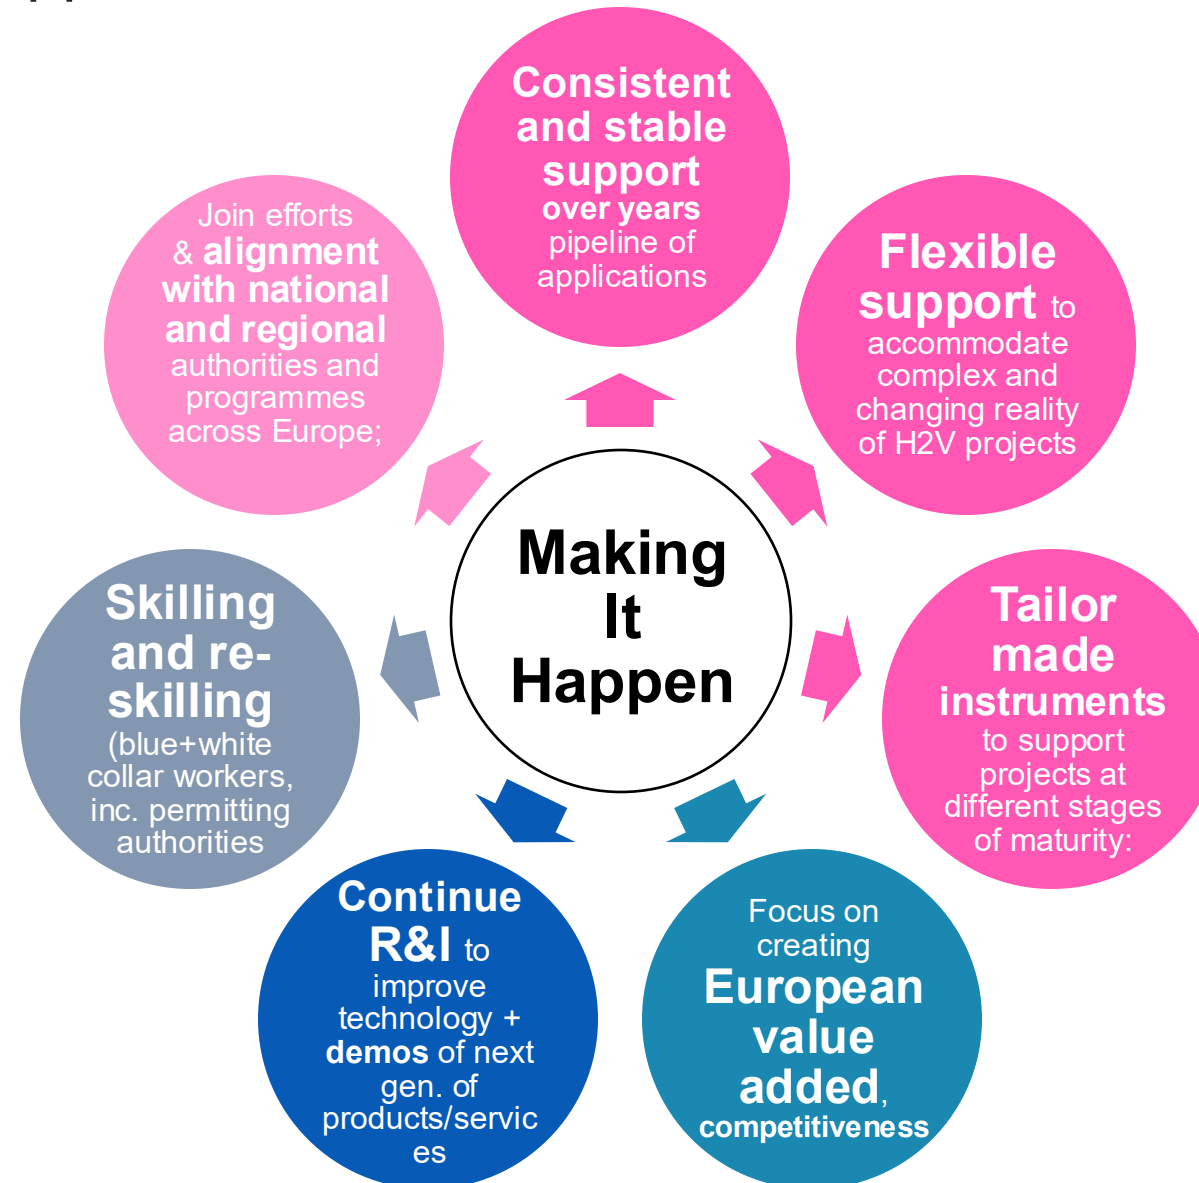 Consistent
and stable
support
over years
pipeline of
applications
Flexible
support to
accommodate
complex and
changing reality
of H2V projects
Tailor
made
instruments
to support
projects at
different stages
of maturity:
Focus on
creating
European
value
added,
competitiveness
Continue
R&I to
improve
technology +
demos of next
gen. of
products/servic
es
Skilling
and re-
skilling
(blue+white
collar workers,
inc. permitting
authorities
Join efforts
& alignment
with national
and regional
authorities and
programmes
across Europe;
Making
It
Happen